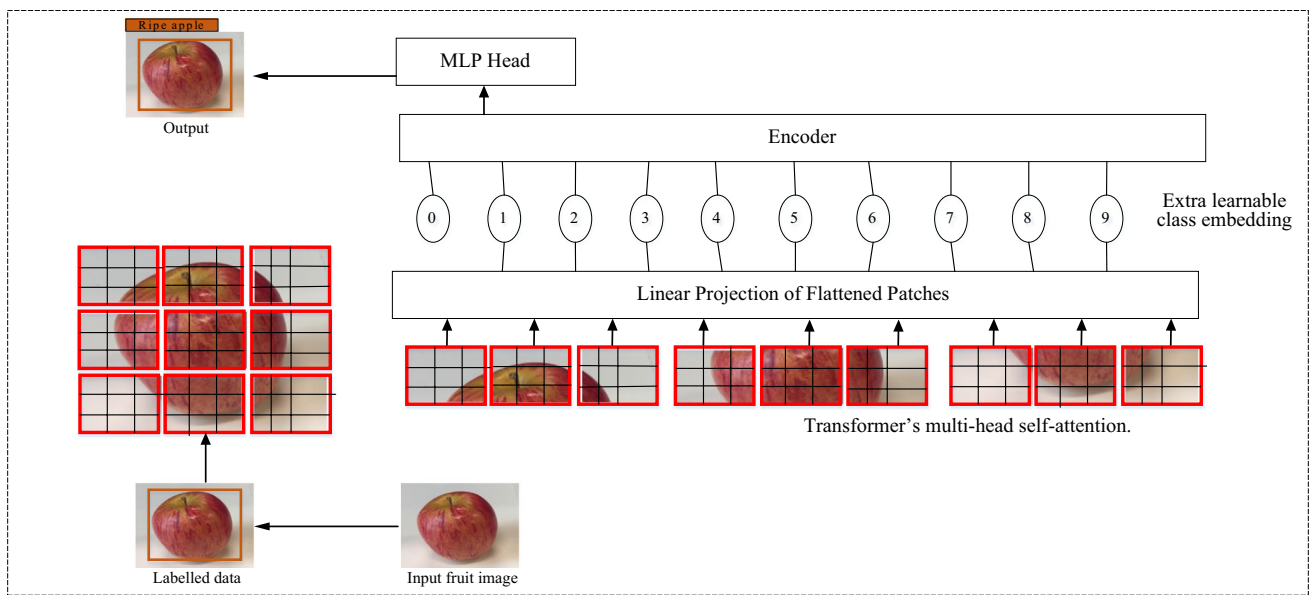 Ripe apple
MLP Head
Output
Encoder
0 1 2 3 4 5 6 7 8 9
Extra learnable
class embedding
Linear Projection of Flattened Patches
Transformer’s multi-head self-attention.
Labelled data
Input fruit image